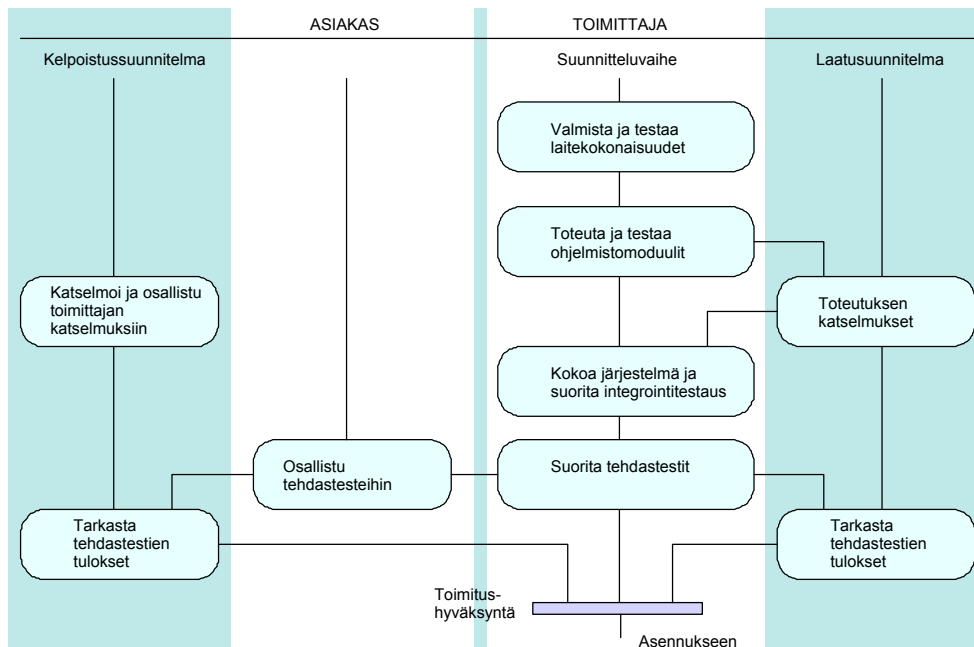 ASIAKAS
TOIMITTAJA
Kelpoistussuunnitelma
Suunnitteluvaihe
Laatusuunnitelma
Valmista ja testaa
laitekokonaisuudet
Toteuta ja testaa
ohjelmistomoduulit
Katselmoi ja osallistu
toimittajan
katselmuksiin
Toteutuksen
katselmukset
Kokoa järjestelmä ja
suorita integrointitestaus
Osallistu
tehdastesteihin
Suorita tehdastestit
Tarkasta
tehdastestien
tulokset
Tarkasta
tehdastestien
tulokset
Toimitus-
hyväksyntä
Asennukseen